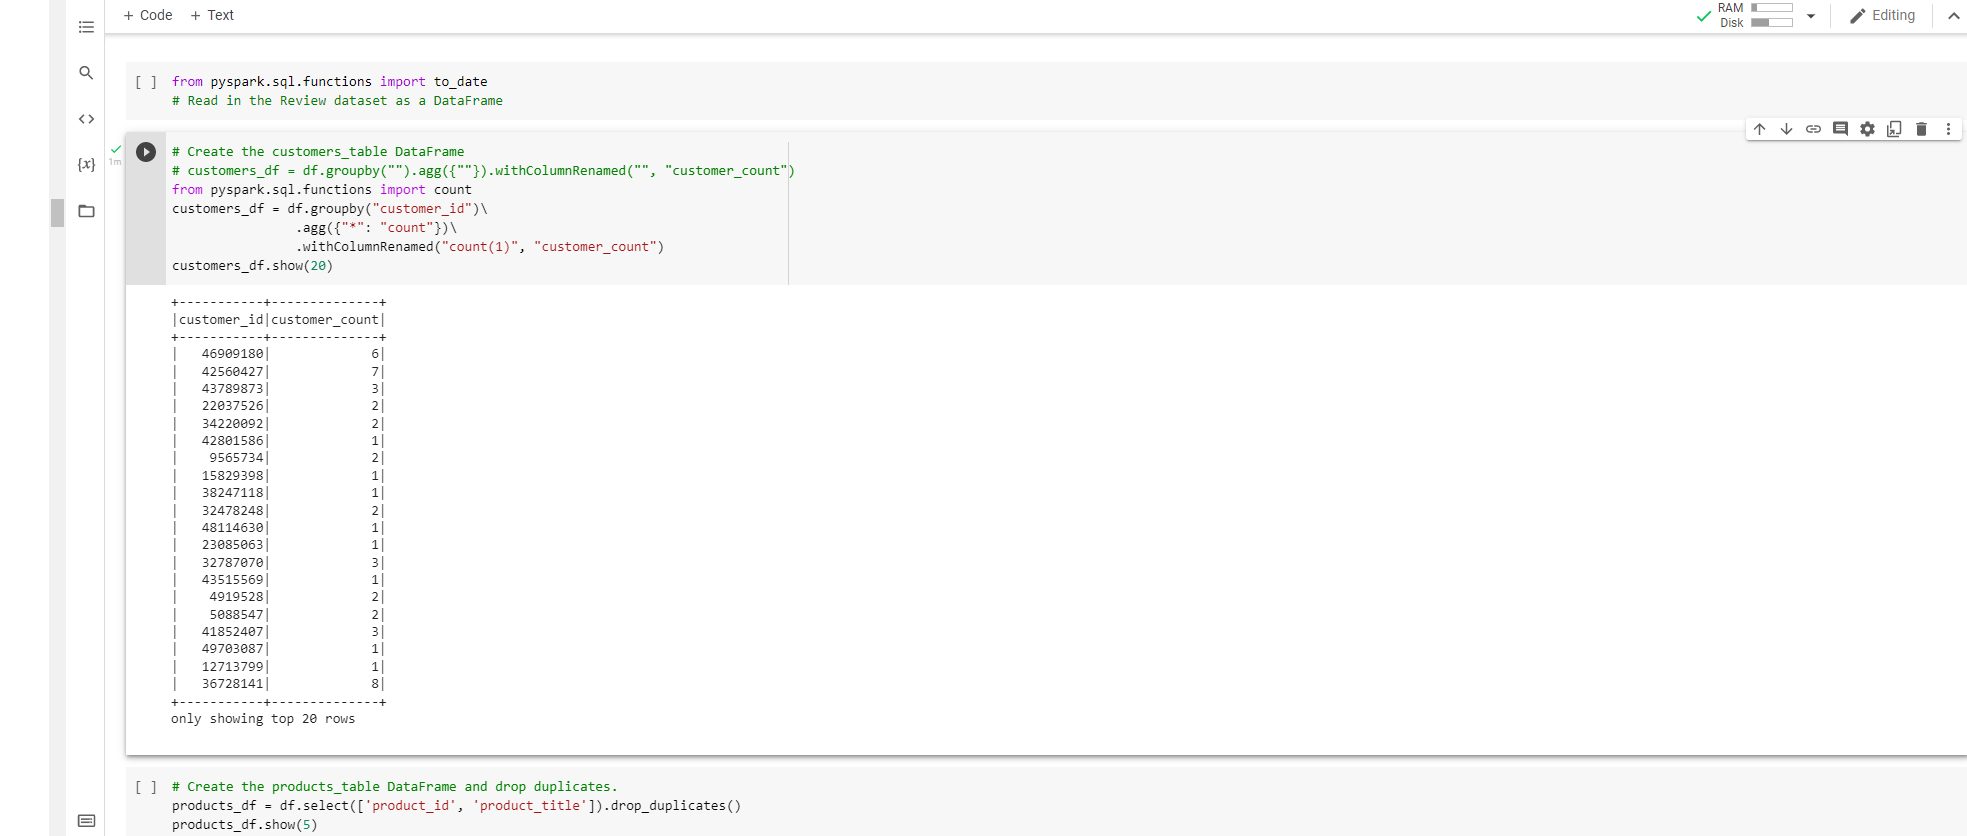 + Code + Text
RAM
Disk
Editing
[ ] from pyspark.sql.functions import to_date
# Read in the Review dataset as a DataFrame
1m
{x}
# Create the customers_table DataFrame
# customers_df = df.groupby("").agg({""}).withColumnRenamed("", "customer_count")
from pyspark.sql.functions import count
customers_df = df.groupby("customer_id")\
.agg({"*": "count"})\
.withColumnRenamed("count(1)", "customer_count")
customers_df.show(20)
+-----------+--------------+
|customer_id|customer_count|
+-----------+--------------+
|   46909180|             6|
|   42560427|             7|
|   43789873|             3|
|   22037526|             2|
|   34220092|             2|
|   42801586|             1|
|    9565734|             2|
|   15829398|             1|
|   38247118|             1|
|   32478248|             2|
|   48114630|             1|
|   23085063|             1|
|   32787070|             3|
|   43515569|             1|
|    4919528|             2|
|    5088547|             2|
|   41852407|             3|
|   49703087|             1|
|   12713799|             1|
|   36728141|             8|
+-----------+--------------+
only showing top 20 rows
[ ] # Create the products_table DataFrame and drop duplicates.
products_df = df.select(['product_id', 'product_title']).drop_duplicates()
products_df.show(5)